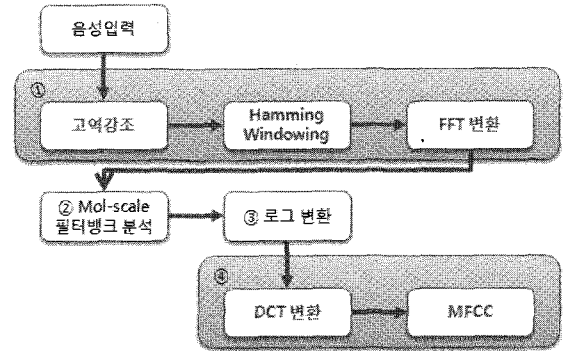 음성입력
①
고역강조
Hamming
Windowing
FFT 변환
② Mol-scale
필터뱅크 분석
③ 로그 변환
④
DCT 변환
MFCC